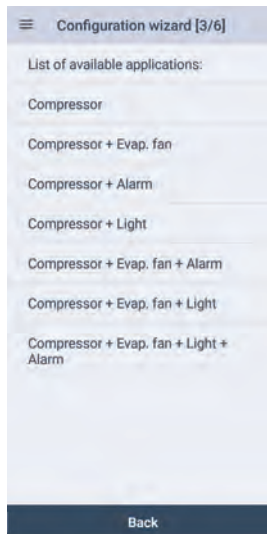 Configuration wizard [3/6]
List of available applications:
Compressor
Compressor + Evap. fan
Compressor + Alarm
Compressor + Light
Compressor + Evap. fan + Alarm
Compressor + Evap. fan + Light
Compressor + Evap. fan + Light +
Alarm
Back